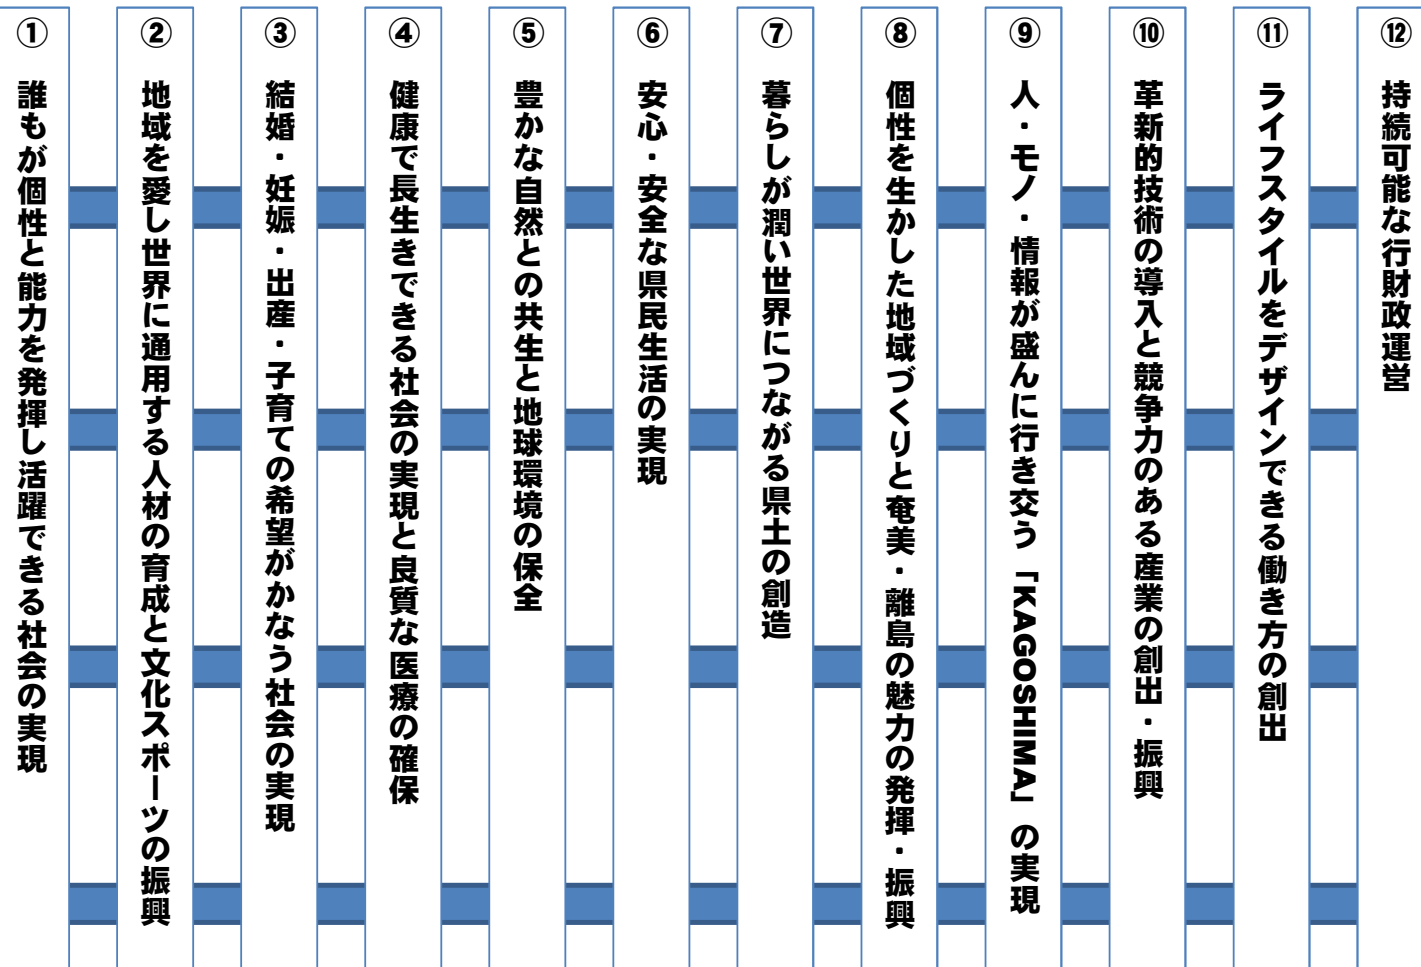 ① 誰もが個性と能力を発揮し活躍できる社会の実現
② 地域を愛し世界に通用する人材の育成と文化スポーツの振興
③ 結婚・妊娠・出産・子育ての希望がかなう社会の実現
④ 健康で長生きできる社会の実現と良質な医療の確保
⑤ 豊かな自然との共生と地球環境の保全
⑥ 安心・安全な県民生活の実現
⑦ 暮らしが潤い世界につながる県土の創造
⑧ 個性を生かした地域づくりと奄美・離島の魅力の発揮・振興
⑨ 人・モノ・情報が盛んに行き交う「KAGOSHIMA」の実現
⑩ 革新的技術の導入と競争力のある産業の創出・振興
⑪ ライフスタイルをデザインできる働き方の創出
⑫ 持続可能な行財政運営